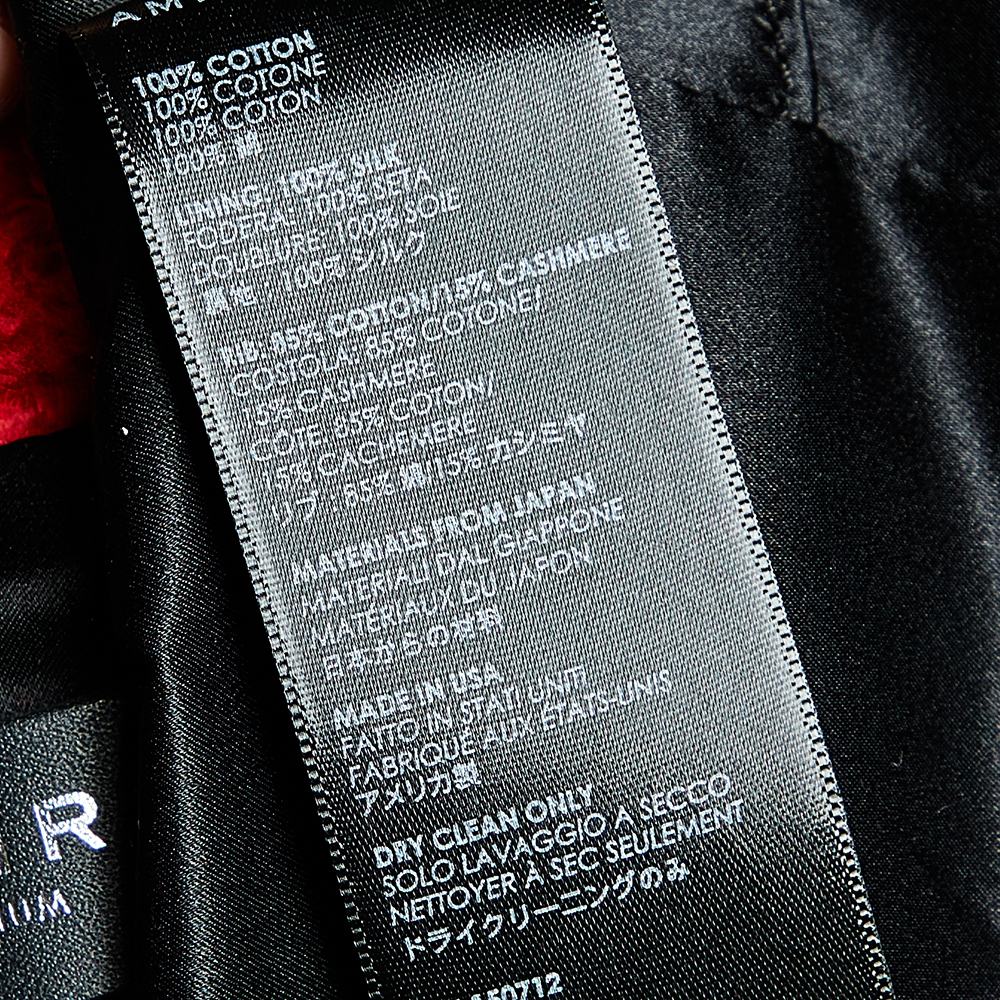 AM
100% COTTON
100% COTONE
100% COTON
100% 綿
LINING: 100% SILK
FODERA: 100% SETA
DOUBLURE: 100% SOIE
裏地: 100% シルク
RIB: 85% COTTON/15% CASHMERE
COSTOLA: 85% COTONE/
15% CASHMERE
CÔTE: 85% COTON/
15% CACHEMERE
リブ: 85% 綿/15% カシミヤ
MATERIALS FROM JAPAN
MATERIALI DAL GIAPPONE
MATERIAUX DU JAPON
日本からの材料
MADE IN USA
FATTO IN STATI UNITI
FABRIQUÉ AUX ÉTATS-UNIS
アメリカ製
DRY CLEAN ONLY
SOLO LAVAGGIO A SECCO
NETTOYER À SEC SEULEMENT
ドライクリーニングのみ
150712
R